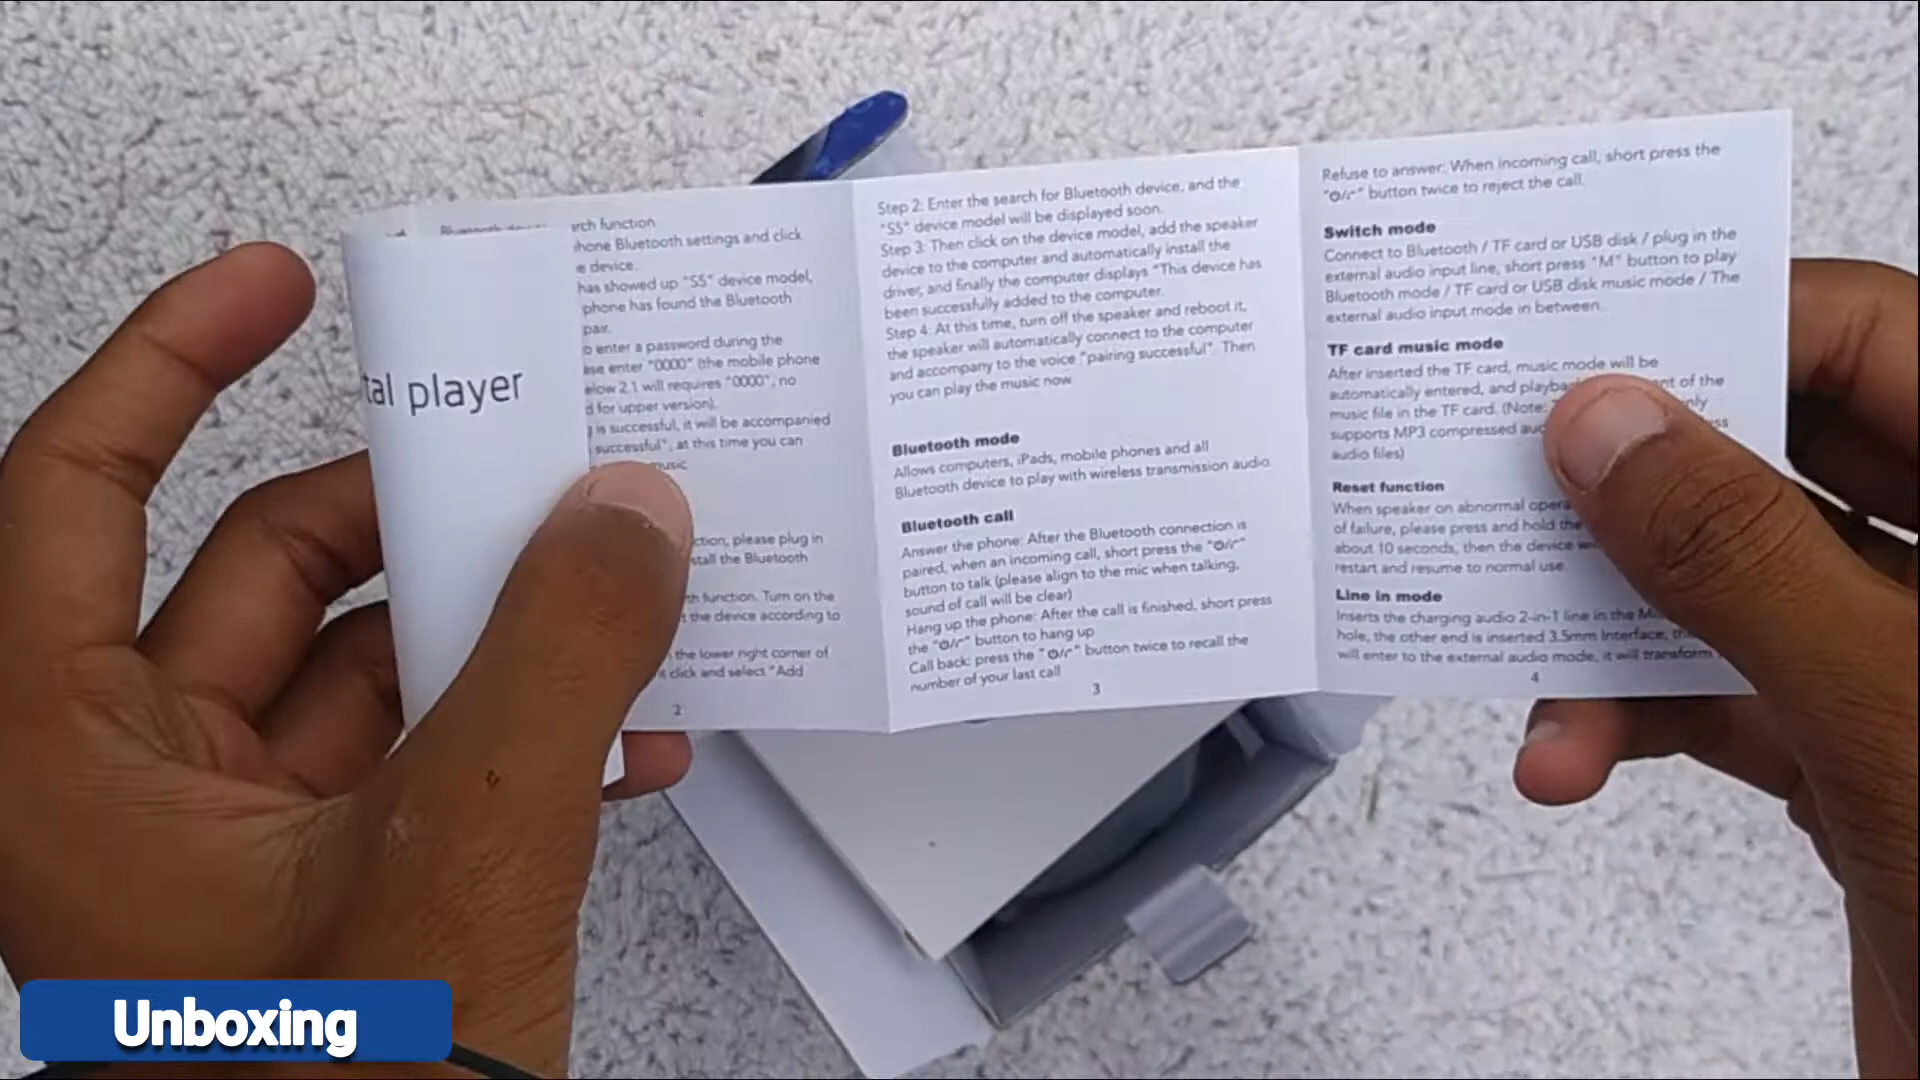 tal player
rch function.
hone Bluetooth settings and click
e device.
has showed up "S5" device model,
phone has found the Bluetooth
pair.
o enter a password during the
ase enter "0000" (the mobile phone
elow 2.1 will requires "0000", no
d for upper version).
g is successful, it will be accompanied
successful", at this time you can
music
ction, please plug in
stall the Bluetooth
th function. Turn on the
t the device according to
the lower right corner of
click and select "Add
2
Step 2: Enter the search for Bluetooth device, and the
"S5" device model will be displayed soon.
Step 3: Then click on the device model, add the speaker
device to the computer and automatically install the
driver, and finally the computer displays "This device has
been successfully added to the computer.
Step 4: At this time, turn off the speaker and reboot it,
the speaker will automatically connect to the computer
and accompany to the voice "pairing successful". Then
you can play the music now
Bluetooth mode
Allows computers, iPads, mobile phones and all
Bluetooth device to play with wireless transmission audio.
Bluetooth call
Answer the phone: After the Bluetooth connection is
paired, when an incoming call, short press the " / "
button to talk (please align to the mic when talking,
sound of call will be clear)
Hang up the phone: After the call is finished, short press
the " / " button to hang up
Call back: press the " / " button twice to recall the
number of your last call
3
Refuse to answer: When incoming call, short press the
" / " button twice to reject the call.
Switch mode
Connect to Bluetooth / TF card or USB disk / plug in the
external audio input line, short press "M" button to play
Bluetooth mode / TF card or USB disk music mode / The
external audio input mode in between.
TF card music mode
After inserted the TF card, music mode will be
automatically entered, and playba nt of the
music file in the TF card. (Note: nly
supports MP3 compressed aud ss
audio files)
Reset function
When speaker on abnormal opera
of failure, please press and hold the
about 10 seconds, then the device w
restart and resume to normal use.
Line in mode
Inserts the charging audio 2-in-1 line in the M
hole, the other end is inserted 3.5mm Interface, th
will enter to the external audio mode, it will transform
4
Unboxing